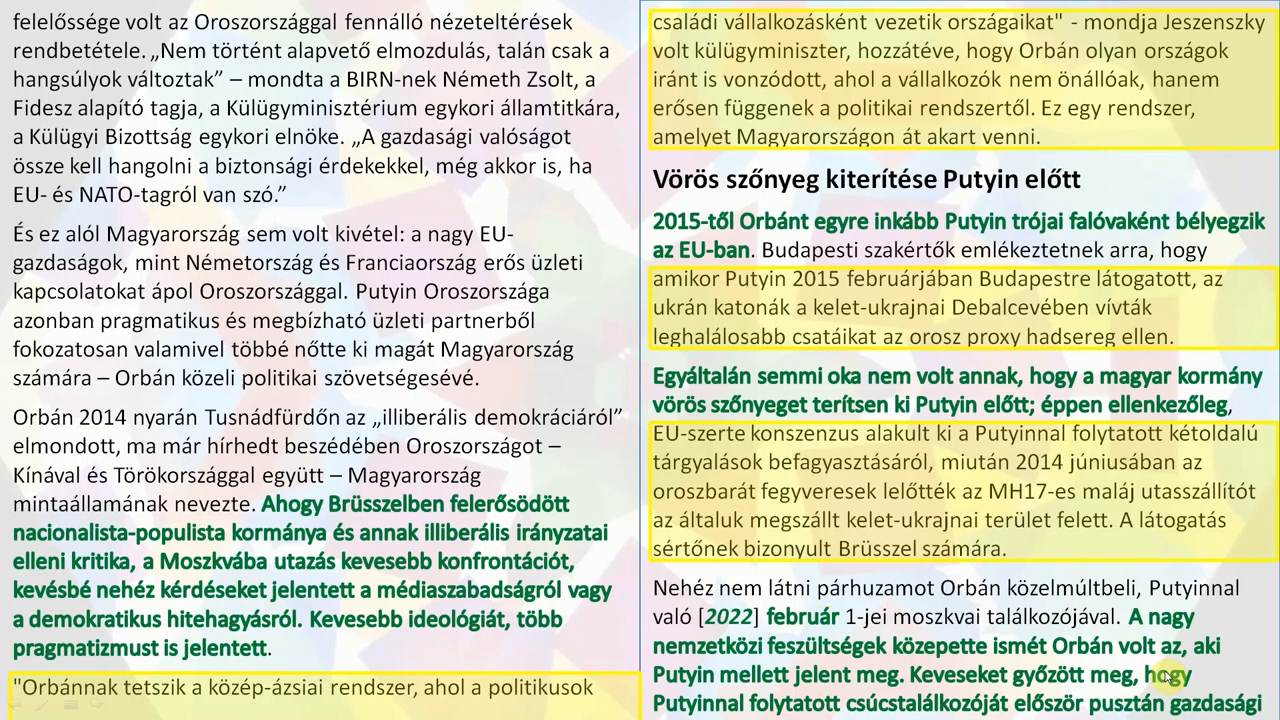 felelőssége volt az Oroszországgal fennálló nézeteltérések
rendbetétele. „Nem történt alapvető elmozdulás, talán csak a
hangsúlyok változtak” – mondta a BIRN-nek Németh Zsolt, a
Fidesz alapító tagja, a Külügyminisztérium egykori államtitkára,
a Külügyi Bizottság egykori elnöke. „A gazdasági valóságot
össze kell hangolni a biztonsági érdekekkel, még akkor is, ha
EU- és NATO-tagról van szó.”
És ez alól Magyarország sem volt kivétel: a nagy EU-
gazdaságok, mint Németország és Franciaország erős üzleti
kapcsolatokat ápol Oroszországgal. Putyin Oroszországa
azonban pragmatikus és megbízható üzleti partnerből
fokozatosan valamivel többé nőtte ki magát Magyarország
számára – Orbán közeli politikai szövetségesévé.
Orbán 2014 nyarán Tusnádfürdőn az „illiberális demokráciáról”
elmondott, ma már hírhedt beszédében Oroszországot –
Kínával és Törökországgal együtt – Magyarország
mintaállamának nevezte. Ahogy Brüsszelben felerősödött
nacionalista-populista kormánya és annak illiberális irányzatai
elleni kritika, a Moszkvába utazás kevesebb konfrontációt,
kevésbé nehéz kérdéseket jelentett a médiaszabadságról vagy
a demokratikus hitehagyásról. Kevesebb ideológiát, több
pragmatizmust is jelentett.
"Orbánnak tetszik a közép-ázsiai rendszer, ahol a politikusok
családi vállalkozásként vezetik országaikat" - mondja Jeszenszky
volt külügyminiszter, hozzátéve, hogy Orbán olyan országok
iránt is vonzódott, ahol a vállalkozók nem önállóak, hanem
erősen függenek a politikai rendszertől. Ez egy rendszer,
amelyet Magyarországon át akart venni.
Vörös szőnyeg kiterítése Putyin előtt
2015-től Orbánt egyre inkább Putyin trójai falóvaként bélyegzik
az EU-ban. Budapesti szakértők emlékeztetnek arra, hogy
amikor Putyin 2015 februárjában Budapestre látogatott, az
ukrán katonák a kelet-ukrajnai Debalcevében vívták
leghalálosabb csatáikat az orosz proxy hadsereg ellen.
Egyáltalán semmi oka nem volt annak, hogy a magyar kormány
vörös szőnyeget terítsen ki Putyin előtt; éppen ellenkezőleg,
EU-szerte konszenzus alakult ki a Putyinnal folytatott kétoldalú
tárgyalások befagyasztásáról, miután 2014 júniusában az
oroszbarát fegyveresek lelőtték az MH17-es maláj utasszállítót
az általuk megszállt kelet-ukrajnai terület felett. A látogatás
sértőnek bizonyult Brüsszel számára.
Nehéz nem látni párhuzamot Orbán közelmúltbeli, Putyinnal
való [2022] február 1-jei moszkvai találkozójával. A nagy
nemzetközi feszültségek közepette ismét Orbán volt az, aki
Putyin mellett jelent meg. Keveseket győzött meg, hogy
Putyinnal folytatott csúcstalálkozóját először pusztán gazdasági